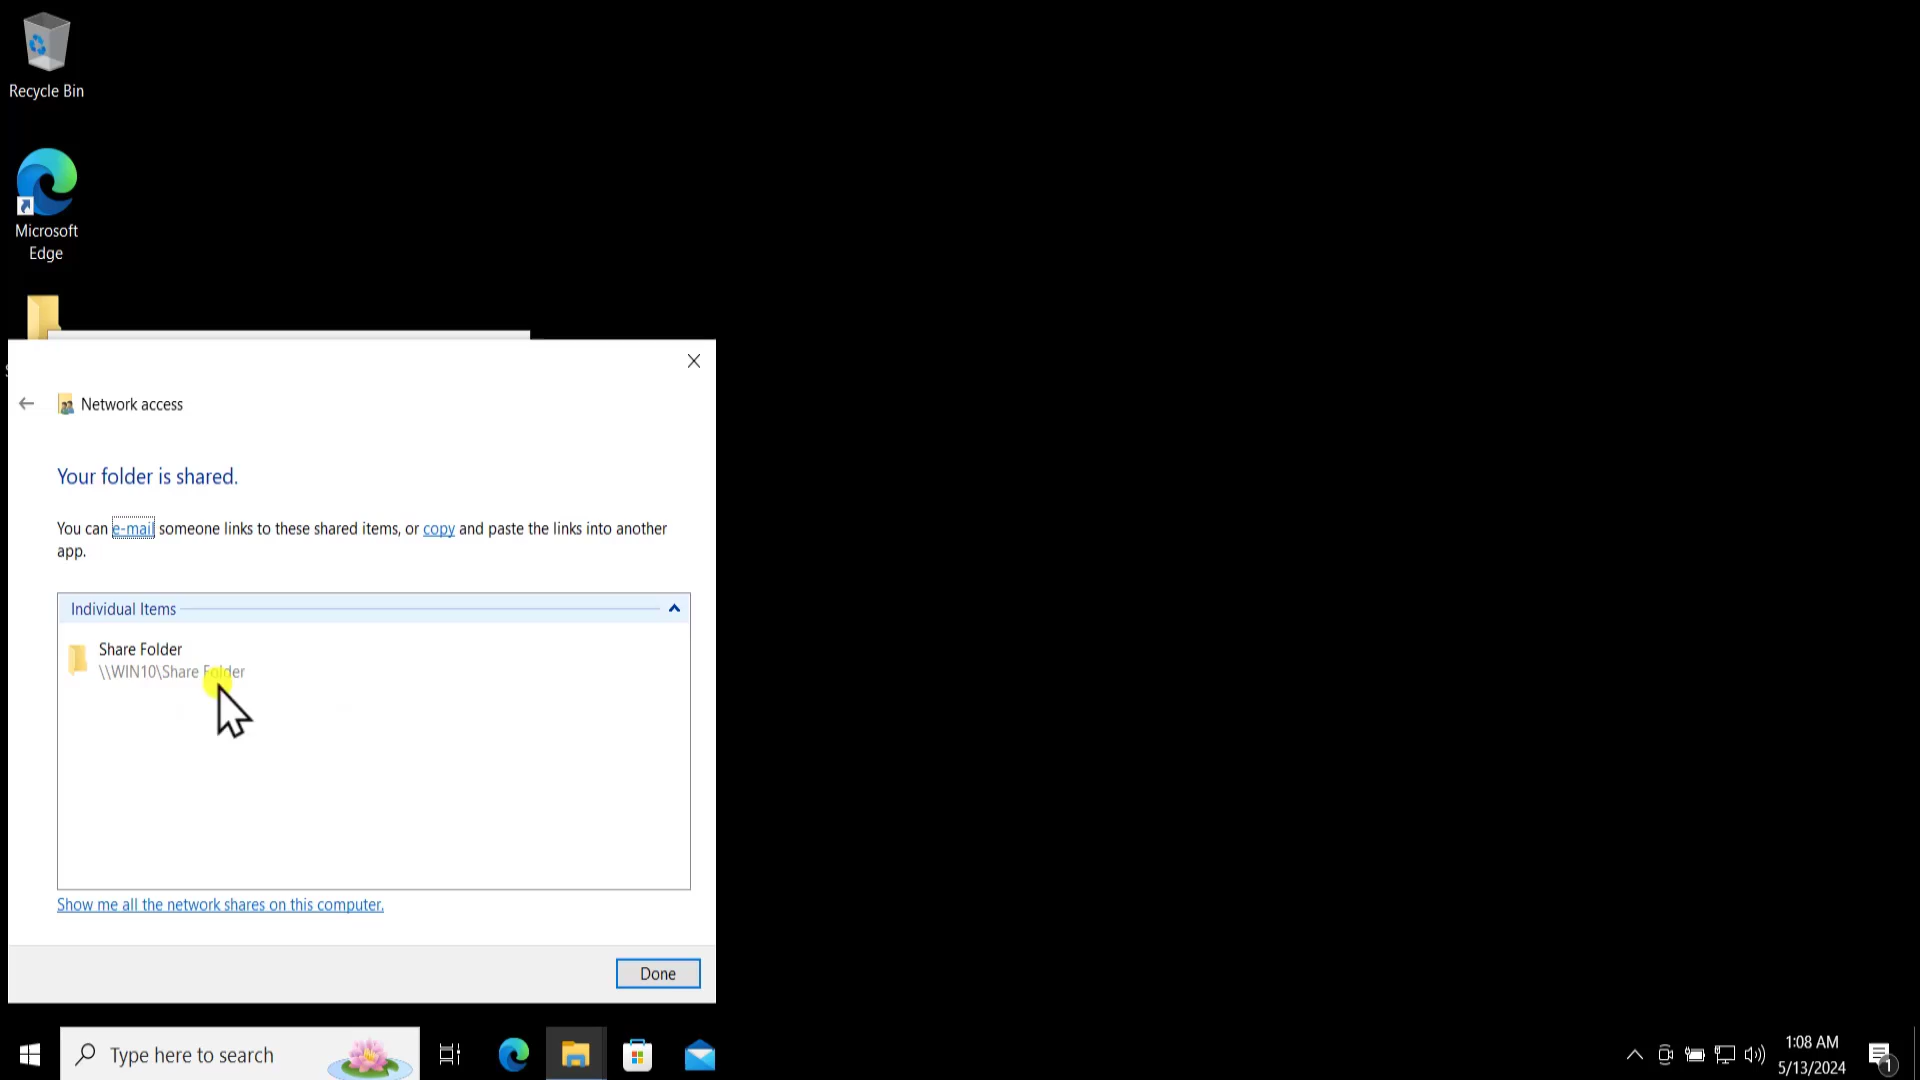 Recycle Bin
Microsoft
Edge
Network access
Your folder is shared.
You can e-mail someone links to these shared items, or copy and paste the links into another
app.
Individual Items
Share Folder
\\WIN10\Share Folder
Show me all the network shares on this computer.
Done
Type here to search
1:08 AM
5/13/2024
1